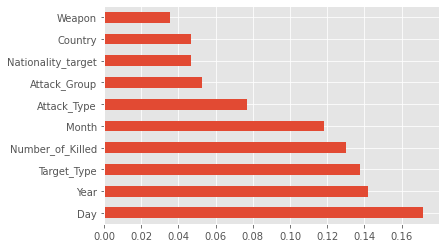 Weapon
Country
Nationality_target
Attack_Group
Attack_Type
Month
Number_of_Killed
Target_Type
Year
Day
0.00 0.02 0.04 0.06 0.08 0.10 0.12 0.14 0.16